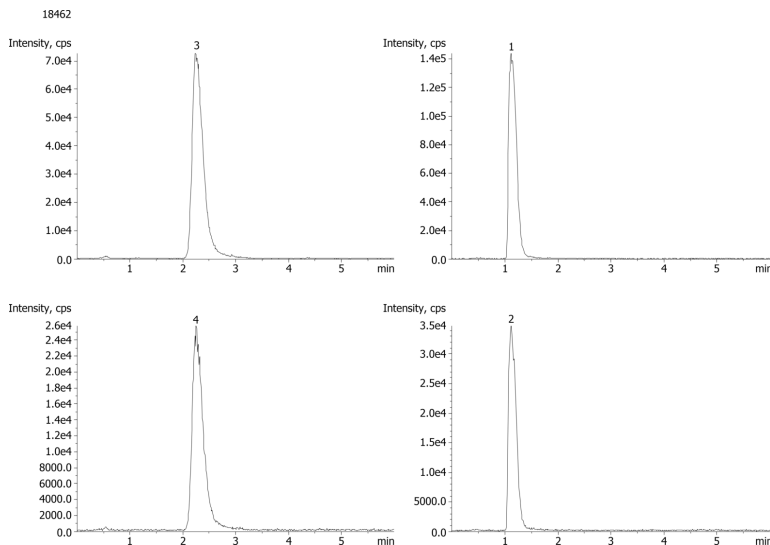 18462
Intensity, cps
3
7.0e4
6.0e4
5.0e4
4.0e4
3.0e4
2.0e4
1.0e4
0.0
1 2 3 4 5 min
Intensity, cps
1
1.4e5
1.2e5
1.0e5
8.0e4
6.0e4
4.0e4
2.0e4
0.0
1 2 3 4 5 min
Intensity, cps
4
2.6e4
2.4e4
2.2e4
2.0e4
1.8e4
1.6e4
1.4e4
1.2e4
1.0e4
8000.0
6000.0
4000.0
2000.0
0.0
1 2 3 4 5 min
Intensity, cps
2
3.5e4
3.0e4
2.5e4
2.0e4
1.5e4
1.0e4
5000.0
0.0
1 2 3 4 5 min